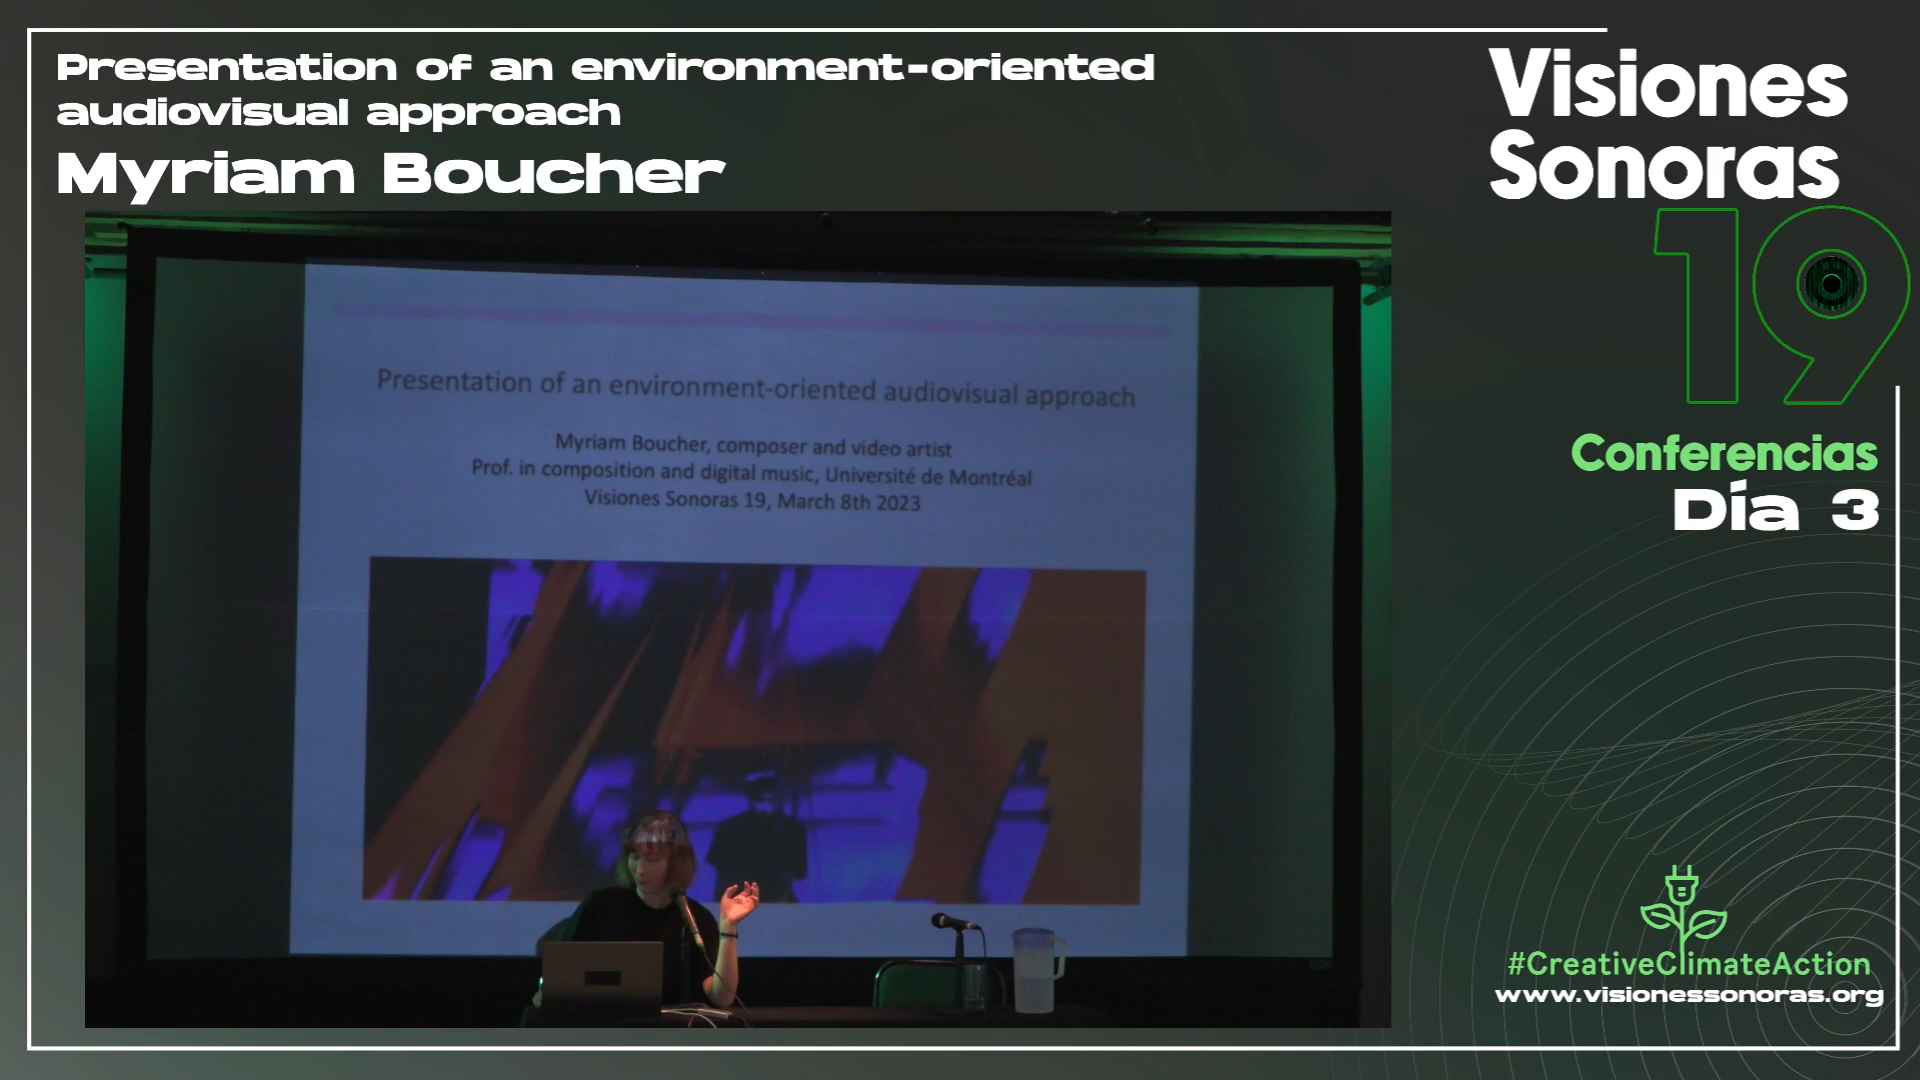 Presentation of an environment-oriented
audiovisual approach
Myriam Boucher
Visiones
Sonoras
19
Conferencias
Día 3
Presentation of an environment-oriented audiovisual approach
Myriam Boucher, composer and video artist
Prof. in composition and digital music, Université de Montréal
Visiones Sonoras 19, March 8th 2023
#CreativeClimateAction
www.visionessonoras.org